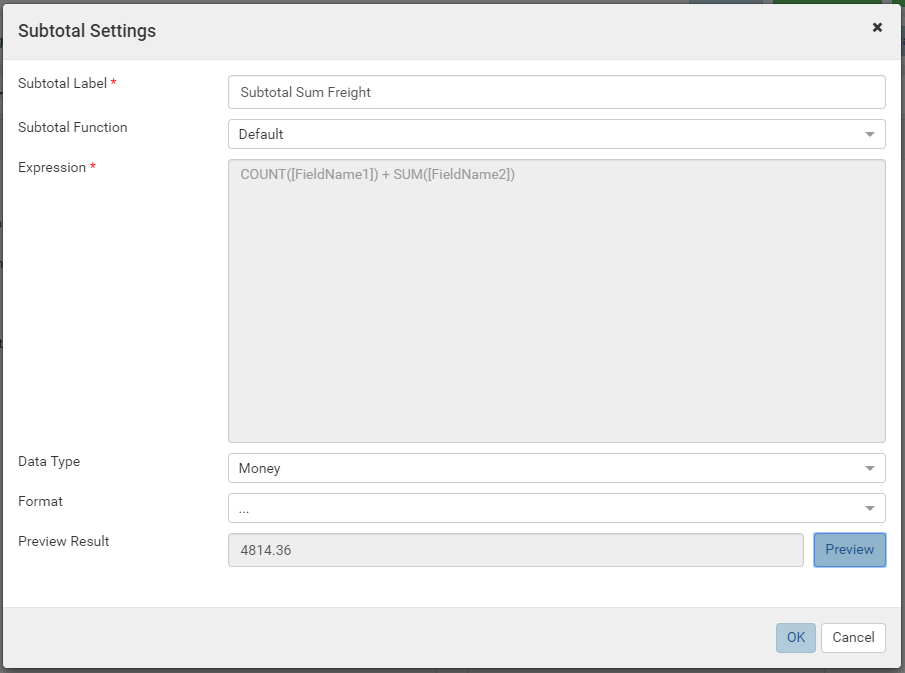 Subtotal Settings
Subtotal Label *
Subtotal Sum Freight
Subtotal Function
Default
Expression *
COUNT([FieldName1]) + SUM([FieldName2])
Data Type
Money
Format
...
Preview Result
4814.36
Preview
OK
Cancel